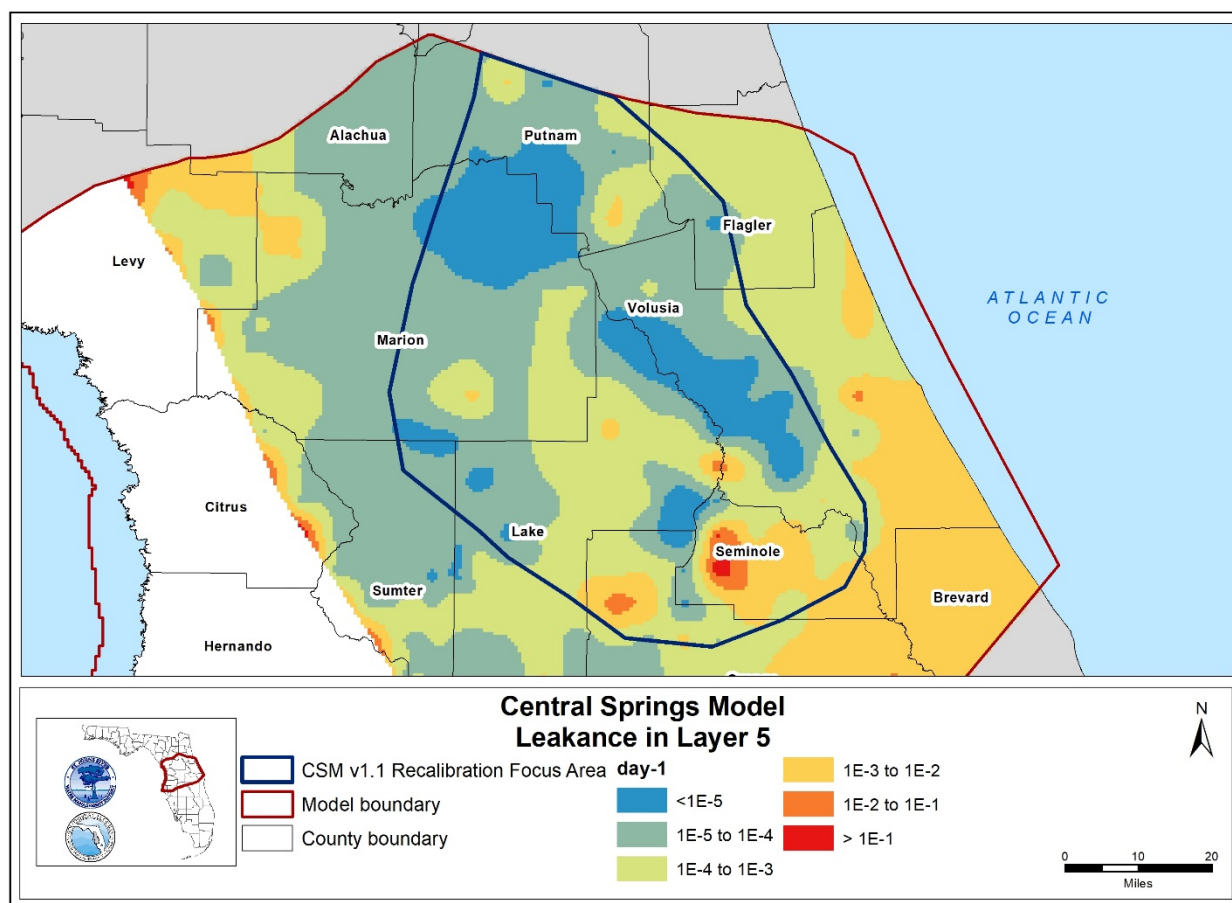 Alachua
Putnam
Flagler
Levy
Volusia
ATLANTIC
OCEAN
Marion
Citrus
Lake
Seminole
Sumter
Brevard
Hernando
Central Springs Model
Leakance in Layer 5
N
CSM v1.1 Recalibration Focus Area
Model boundary
County boundary
day-1
<1E-5
1E-5 to 1E-4
1E-4 to 1E-3
1E-3 to 1E-2
1E-2 to 1E-1
> 1E-1
0 10 20
Miles